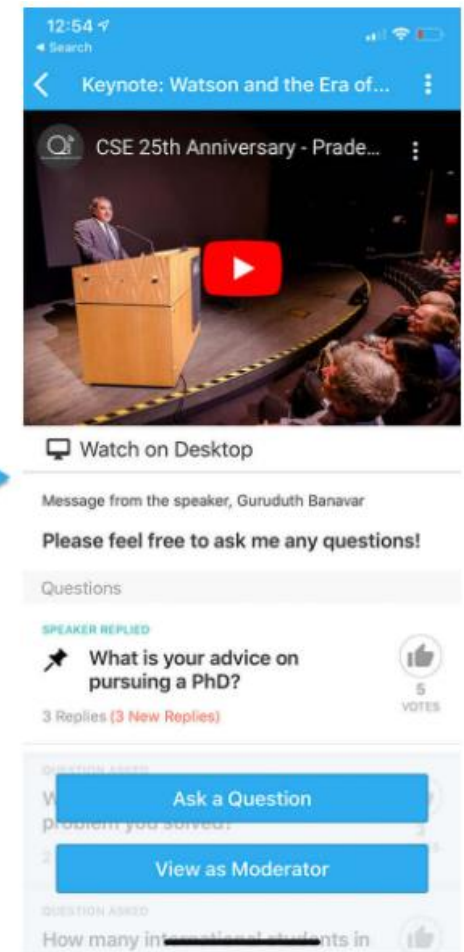 12:54
Search
Keynote: Watson and the Era of...
CSE 25th Anniversary - Prade...
Watch on Desktop
Message from the speaker, Guruduth Banavar
Please feel free to ask me any questions!
Questions
SPEAKER REPLIED
What is your advice on
pursuing a PhD?
5
VOTES
3 Replies (3 New Replies)
QUESTION ASKED
Ask a Question
problem you solved?
View as Moderator
QUESTION ASKED
How many international students in